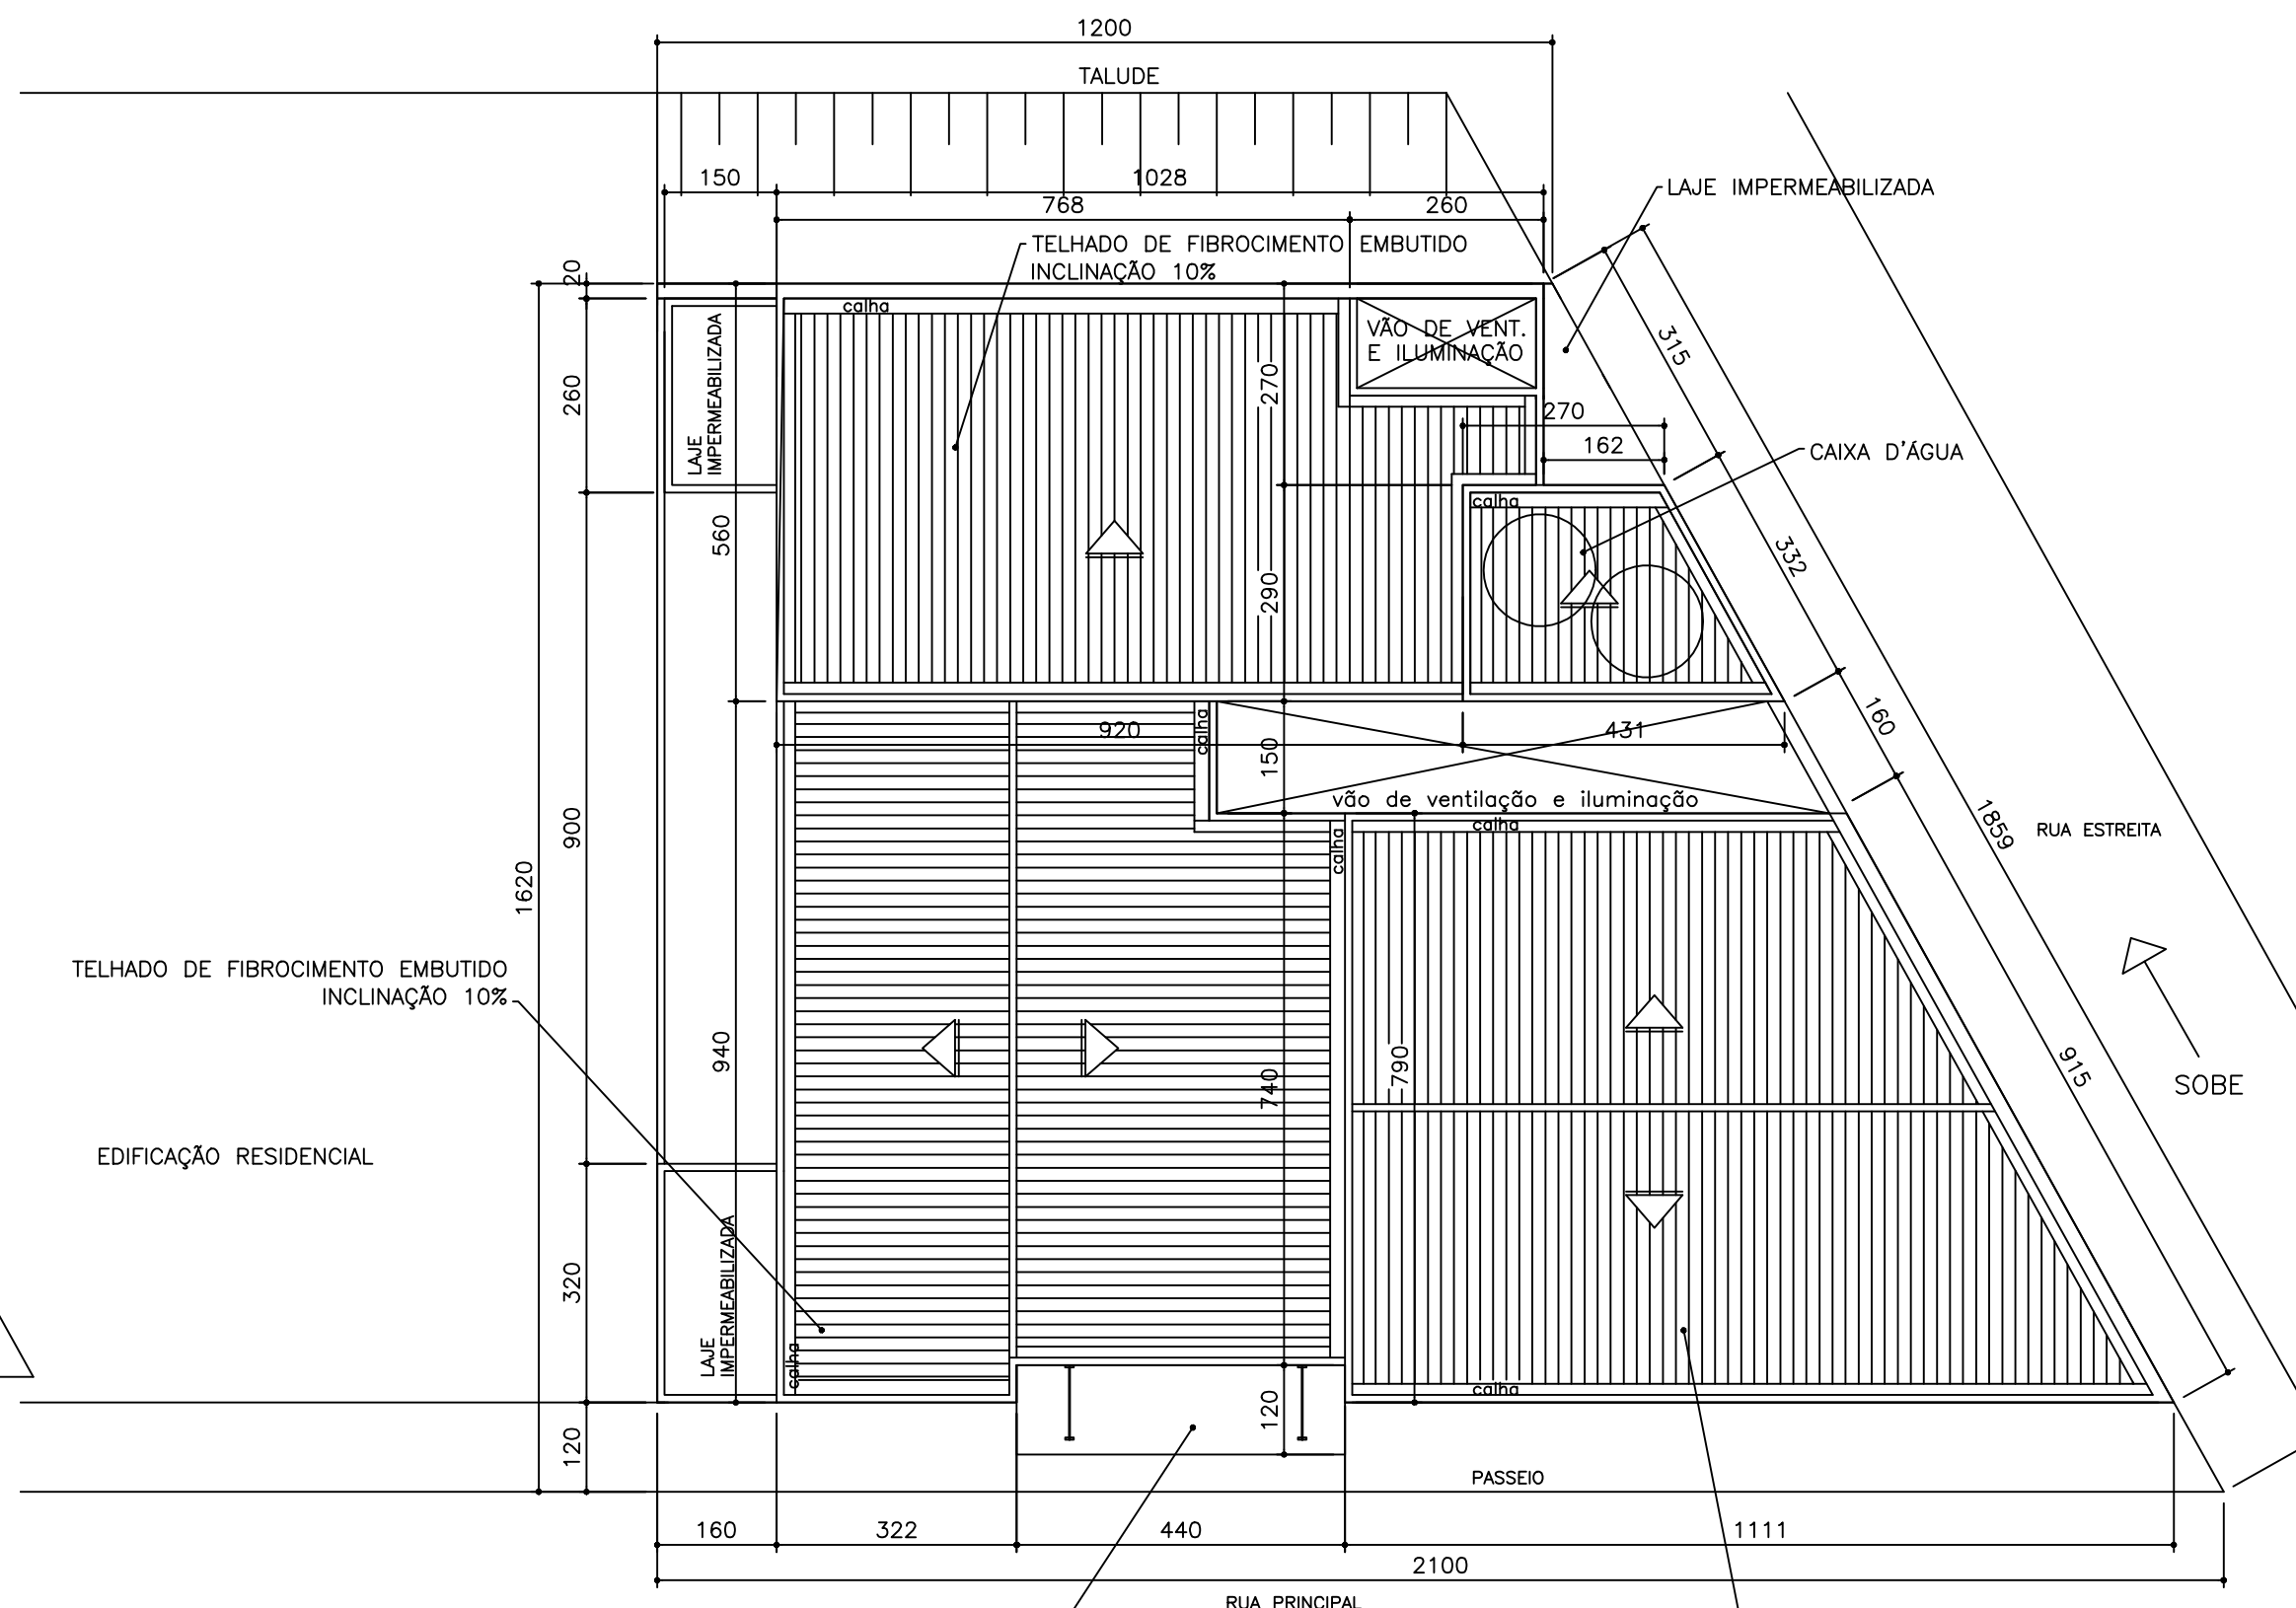 1200
TALUDE
150
1028
768
260
LAJE IMPERMEABILIZADA
TELHADO DE FIBROCIMENTO EMBUTIDO
INCLINAÇÃO 10%
20
calha
VÃO DE VENT.
E ILUMINAÇÃO
LAJE
IMPERMEABILIZADA
315
260
270
270
162
CAIXA D'ÁGUA
calha
560
332
290
920
calha
431
160
150
vão de ventilação e iluminação
calha
calha
900
1620
1859
RUA ESTREITA
TELHADO DE FIBROCIMENTO EMBUTIDO
INCLINAÇÃO 10%
940
740
790
915
SOBE
EDIFICAÇÃO RESIDENCIAL
320
LAJE
IMPERMEABILIZADA
calha
calha
120
120
PASSEIO
160
322
440
1111
2100
RUA PRINCIPAL